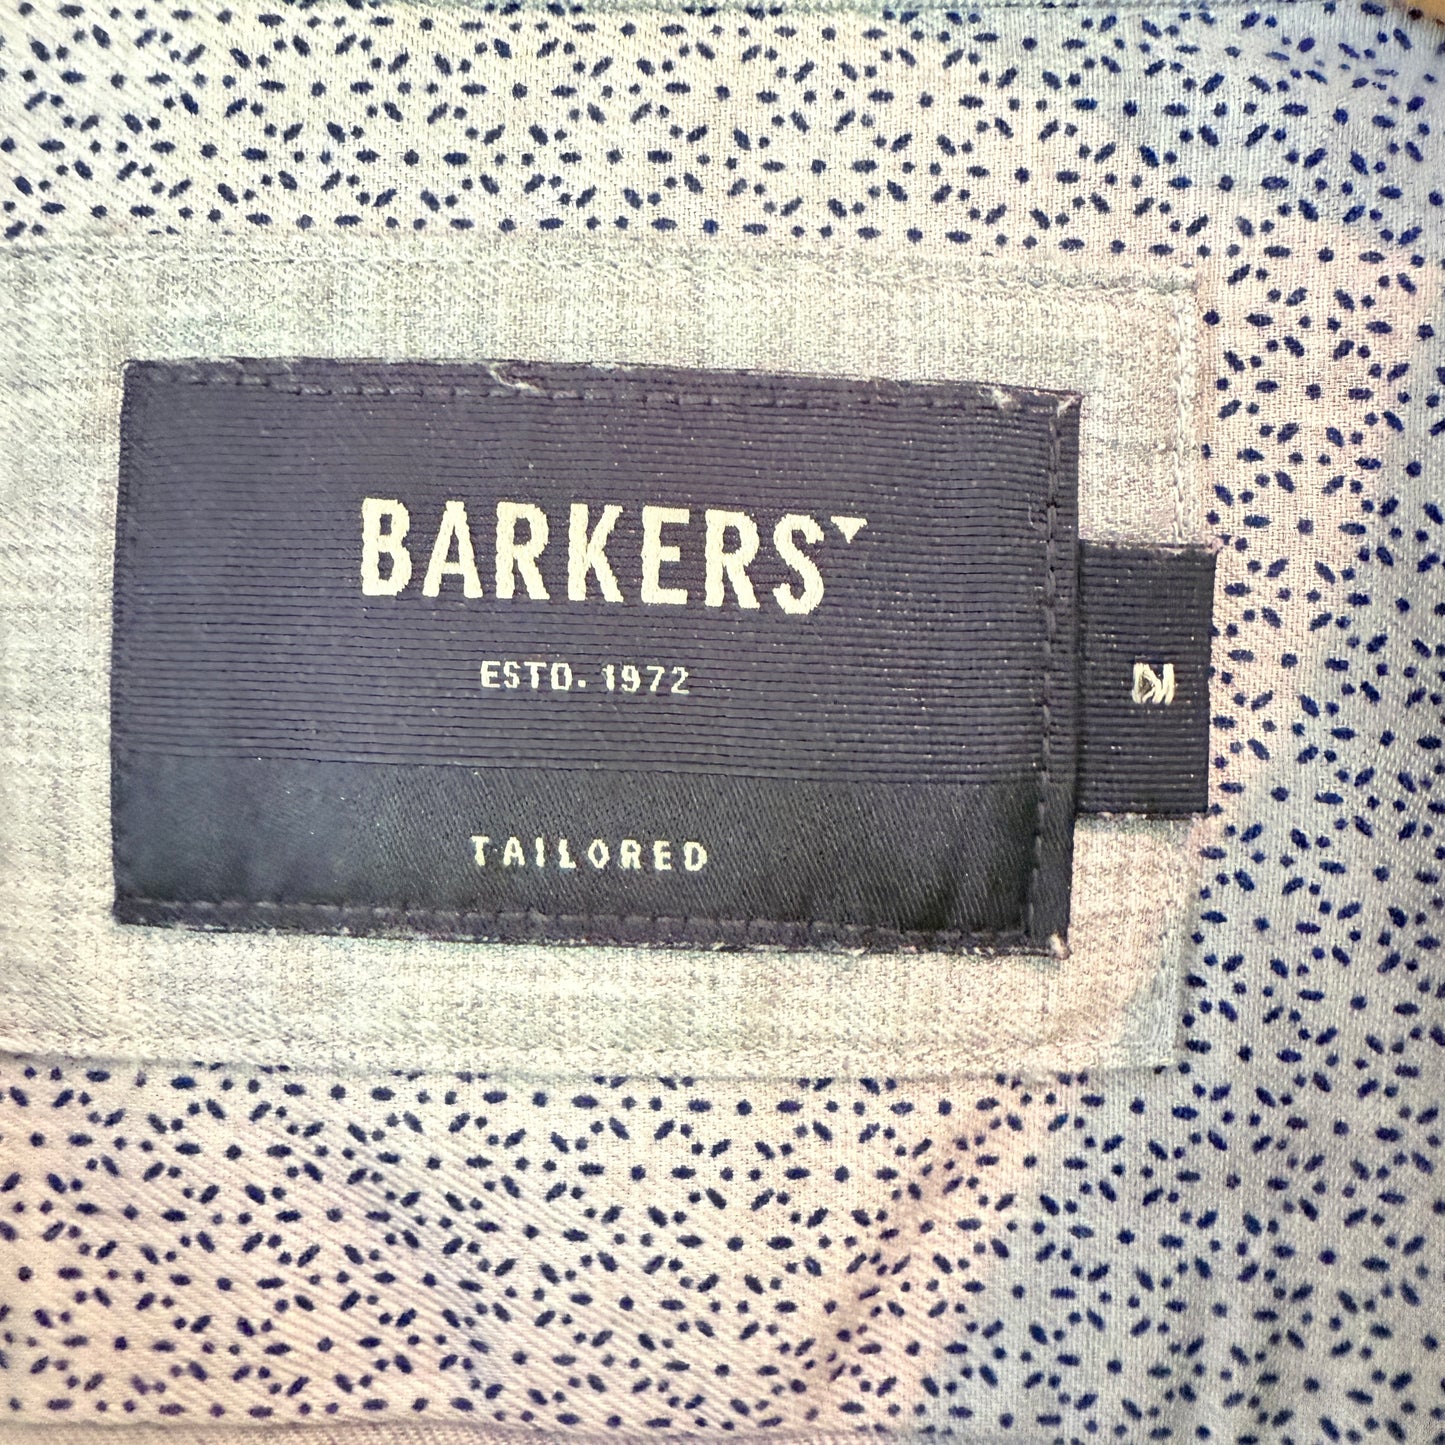 BARKERS
ESTD. 1972
TAILORED